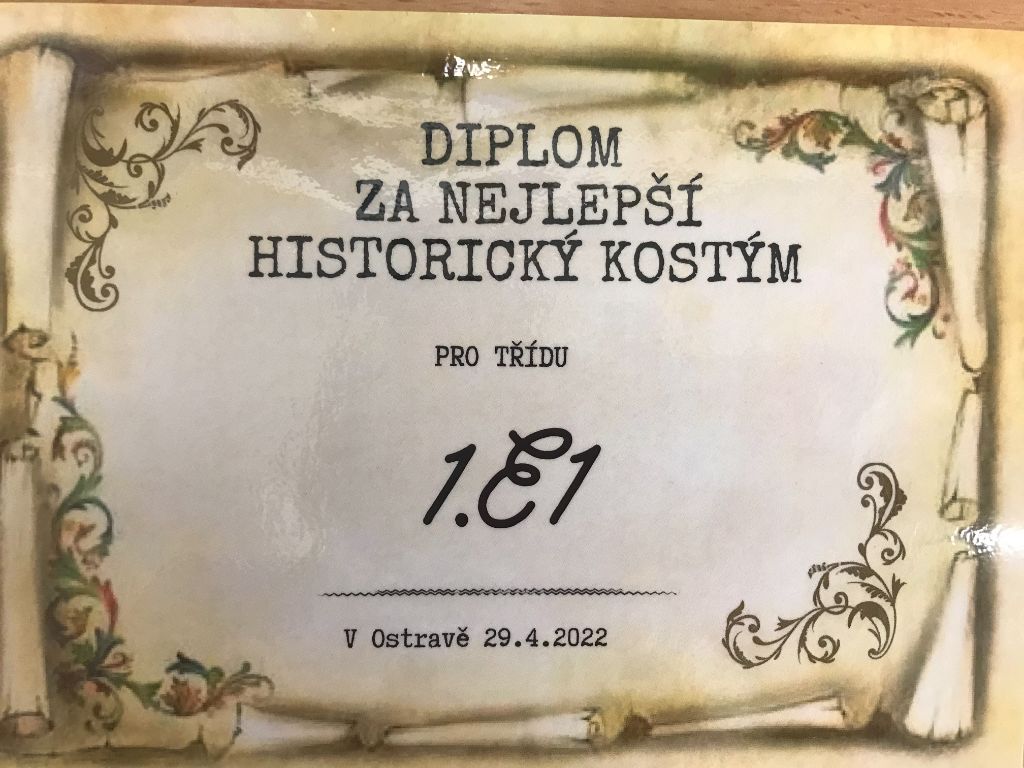 DIPLOM
ZA NEJLEPŠÍ
HISTORICKÝ KOSTÝM
PRO TŘÍDU
1.E1
V Ostravě 29.4.2022